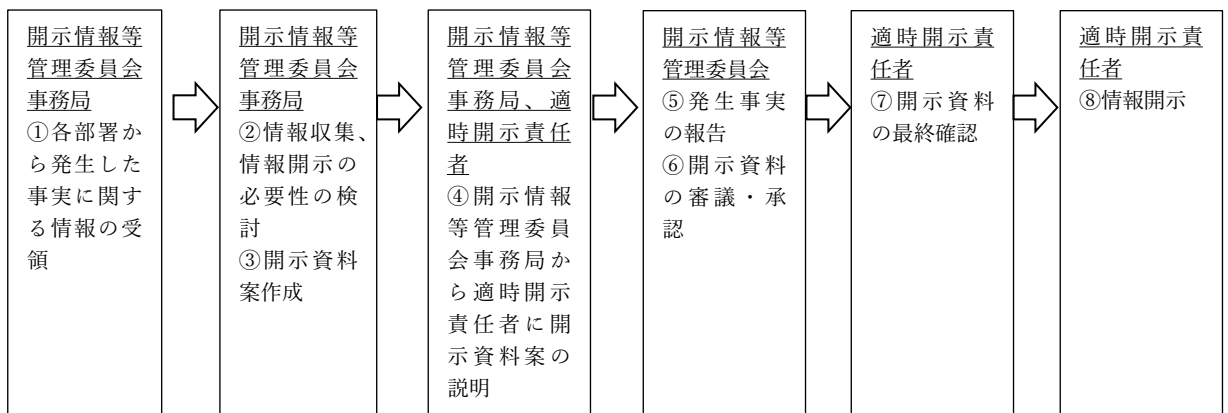 開示情報等
管理委員会
事務局
①各部署か
ら発生した
事実に関す
る情報の受
領
開示情報等
管理委員会
事務局
②情報収集、
情報開示の
必要性の検
討
③開示資料
案作成
開示情報等
管理委員会
事務局、適
時開示責任
者
④開示情報
等管理委員
会事務局か
ら適時開示
責任者に開
示資料案の
説明
開示情報等
管理委員会
⑤発生事実
の報告
⑥開示資料
の審議・承
認
適時開示責
任者
⑦開示資料
の最終確認
適時開示責
任者
⑧情報開示